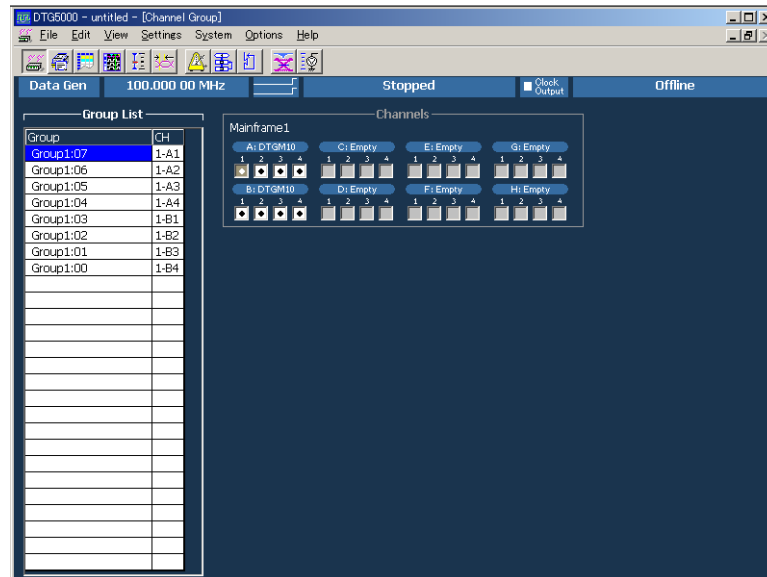 DTG5000 - untitled - [Channel Group]
File Edit View Settings System Options Help
Data Gen 100.000 00 MHz Stopped Clock Output Offline
Group List
Group CH
Group1:07 1-A1
Group1:06 1-A2
Group1:05 1-A3
Group1:04 1-A4
Group1:03 1-B1
Group1:02 1-B2
Group1:01 1-B3
Group1:00 1-B4
Channels
Mainframe1
A: DTGM10 C: Empty E: Empty G: Empty
1 2 3 4 1 2 3 4 1 2 3 4 1 2 3 4
B: DTGM10 D: Empty F: Empty H: Empty
1 2 3 4 1 2 3 4 1 2 3 4 1 2 3 4